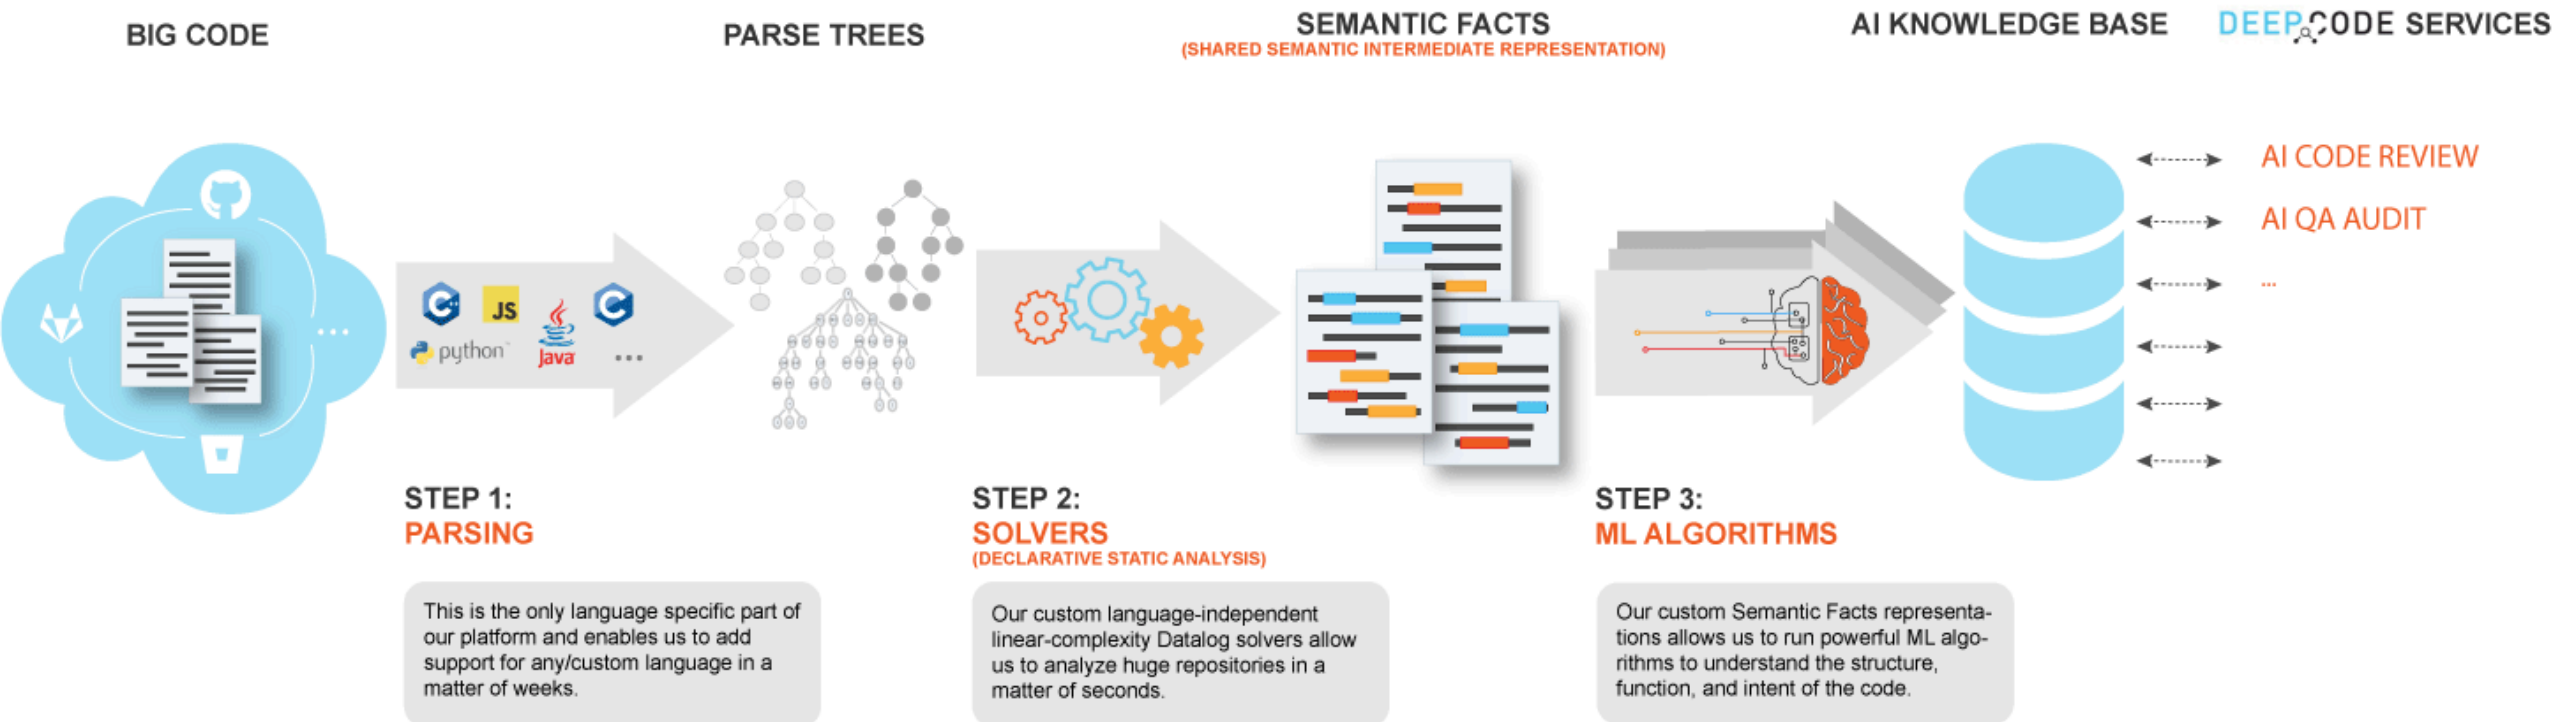 BIG CODE
PARSE TREES
SEMANTIC FACTS
(SHARED SEMANTIC INTERMEDIATE REPRESENTATION)
AI KNOWLEDGE BASE
DEEPCODE SERVICES
C++
JS
python™
Java
C
...
AI CODE REVIEW
AI QA AUDIT
...
STEP 1:
PARSING
This is the only language specific part of
our platform and enables us to add
support for any/custom language in a
matter of weeks.
STEP 2:
SOLVERS
(DECLARATIVE STATIC ANALYSIS)
Our custom language-independent
linear-complexity Datalog solvers allow
us to analyze huge repositories in a
matter of seconds.
STEP 3:
ML ALGORITHMS
Our custom Semantic Facts representa-
tions allows us to run powerful ML algo-
rithms to understand the structure,
function, and intent of the code.